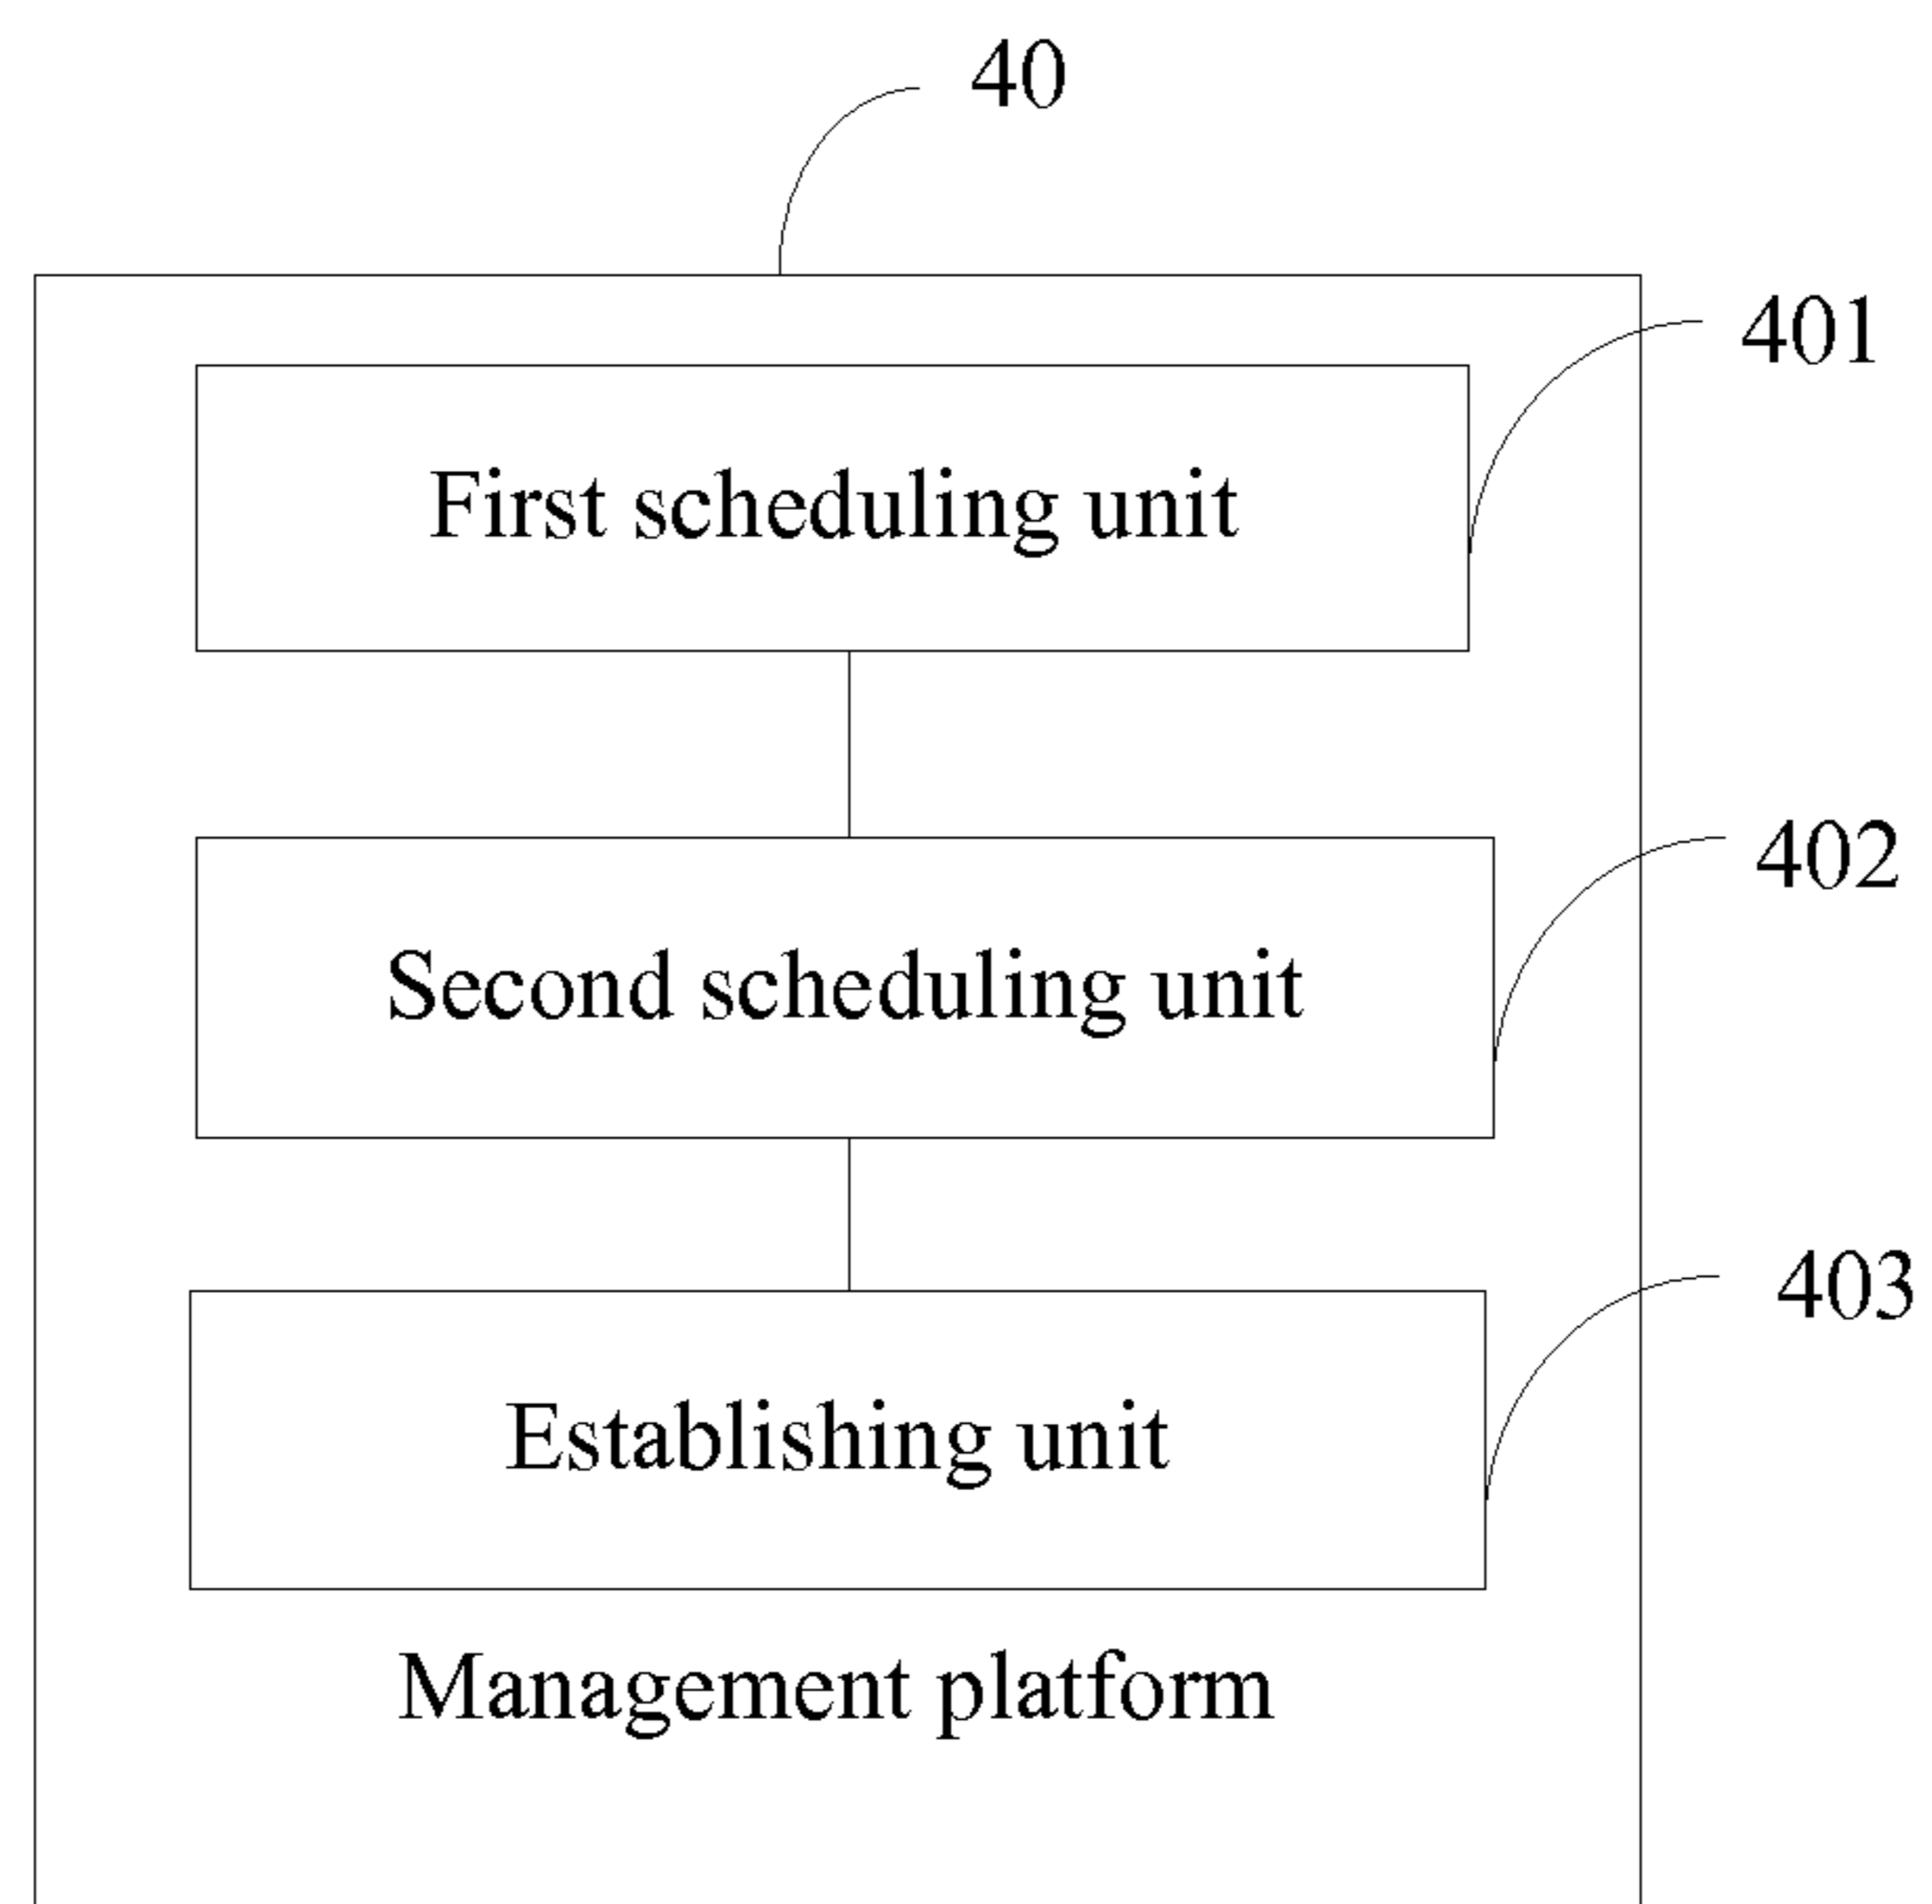 40
401
First scheduling unit
402
Second scheduling unit
403
Establishing unit
Management platform